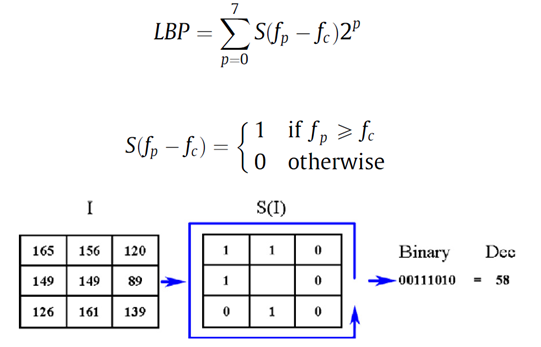 LBP = ∑_{p=0}^{7} S(f_p − f_c)2^p
S(f_p − f_c) = { 1 if f_p ⩾ f_c
0 otherwise
I S(I)
165 156 120 1 1 0 Binary Dec
149 149 89 1 0 00111010 = 58
126 161 139 0 1 0